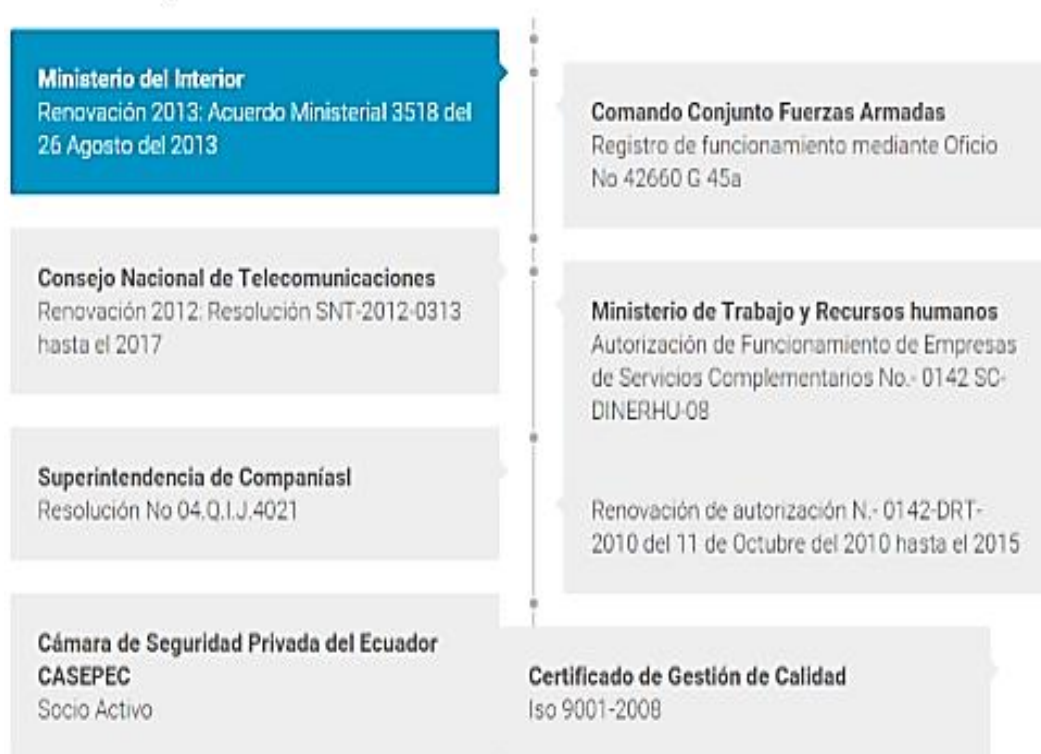 Ministerio del Interior
Renovación 2013: Acuerdo Ministerial 3518 del
26 Agosto del 2013
Comando Conjunto Fuerzas Armadas
Registro de funcionamiento mediante Oficio
No 42660 G 45a
Consejo Nacional de Telecomunicaciones
Renovación 2012: Resolución SNT-2012-0313
hasta el 2017
Ministerio de Trabajo y Recursos humanos
Autorización de Funcionamiento de Empresas
de Servicios Complementarios No.- 0142 SC-
DINERHU-08
Superintendencia de Companíasl
Resolución No 04.Q.I.J.4021
Renovación de autorización N.- 0142-DRT-
2010 del 11 de Octubre del 2010 hasta el 2015
Cámara de Seguridad Privada del Ecuador
CASEPEC
Socio Activo
Certificado de Gestión de Calidad
Iso 9001-2008